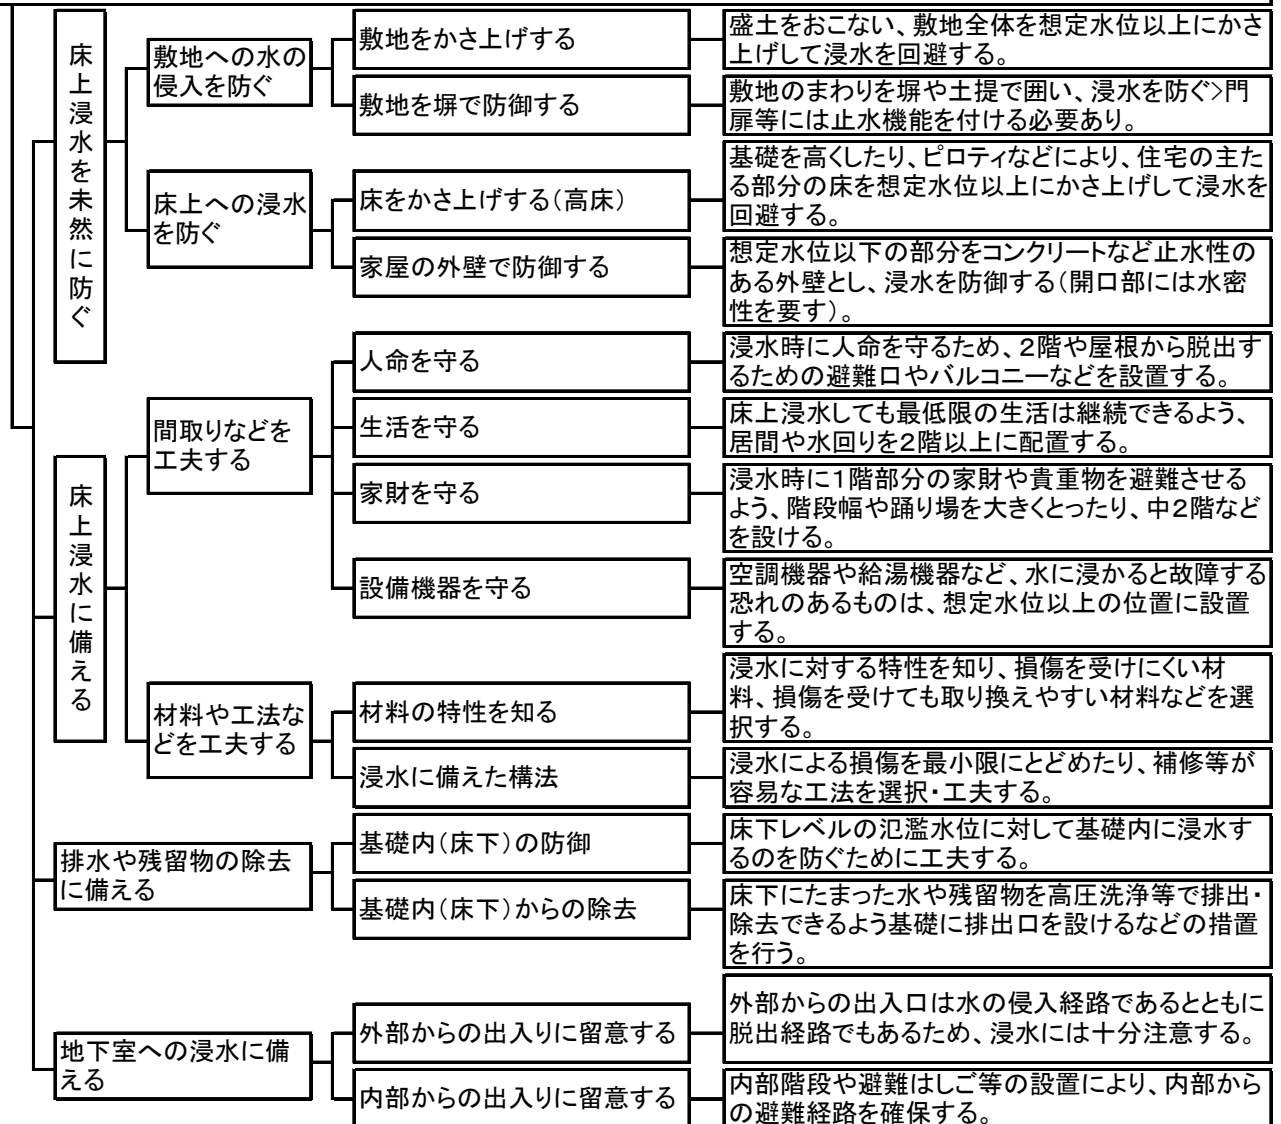 床上浸水を未然に防ぐ
敷地への水の
侵入を防ぐ
敷地をかさ上げする
盛土をおこない、敷地全体を想定水位以上にかさ
上げして浸水を回避する。
敷地を塀で防御する
敷地のまわりを塀や土提で囲い、浸水を防ぐ>門
扉等には止水機能を付ける必要あり。
床上への浸水
を防ぐ
床をかさ上げする(高床)
基礎を高くしたり、ピロティなどにより、住宅の主た
る部分の床を想定水位以上にかさ上げして浸水を
回避する。
家屋の外壁で防御する
想定水位以下の部分をコンクリートなど止水性の
ある外壁とし、浸水を防御する(開口部には水密
性を要す)。
床上浸水に備える
間取りなどを
工夫する
人命を守る
浸水時に人命を守るため、2階や屋根から脱出す
るための避難口やバルコニーなどを設置する。
生活を守る
床上浸水しても最低限の生活は継続できるよう、
居間や水回りを2階以上に配置する。
家財を守る
浸水時に1階部分の家財や貴重物を避難させる
よう、階段幅や踊り場を大きくとったり、中2階など
を設ける。
設備機器を守る
空調機器や給湯機器など、水に浸かると故障する
恐れのあるものは、想定水位以上の位置に設置
する。
材料や工法な
どを工夫する
材料の特性を知る
浸水に対する特性を知り、損傷を受けにくい材
料、損傷を受けても取り換えやすい材料などを選
択する。
浸水に備えた構法
浸水による損傷を最小限にとどめたり、補修等が
容易な工法を選択・工夫する。
排水や残留物の除去
に備える
基礎内(床下)の防御
床下レベルの氾濫水位に対して基礎内に浸水す
るのを防ぐために工夫する。
基礎内(床下)からの除去
床下にたまった水や残留物を高圧洗浄等で排出・
除去できるよう基礎に排出口を設けるなどの措置
を行う。
地下室への浸水に備
える
外部からの出入りに留意する
外部からの出入口は水の侵入経路であるとともに
脱出経路でもあるため、浸水には十分注意する。
内部からの出入りに留意する
内部階段や避難はしご等の設置により、内部から
の避難経路を確保する。